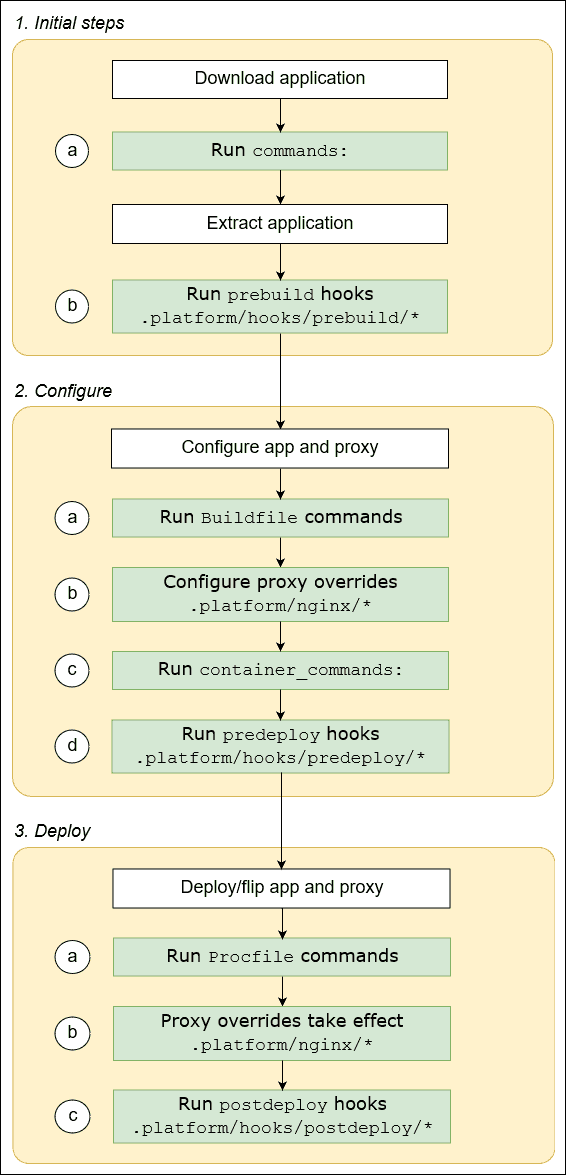 1. Initial steps
Download application
a
Run commands:
Extract application
b
Run prebuild hooks
.platform/hooks/prebuild/*
2. Configure
Configure app and proxy
a
Run Buildfile commands
b
Configure proxy overrides
.platform/nginx/*
c
Run container_commands:
d
Run predeploy hooks
.platform/hooks/predeploy/*
3. Deploy
Deploy/flip app and proxy
a
Run Procfile commands
b
Proxy overrides take effect
.platform/nginx/*
c
Run postdeploy hooks
.platform/hooks/postdeploy/*